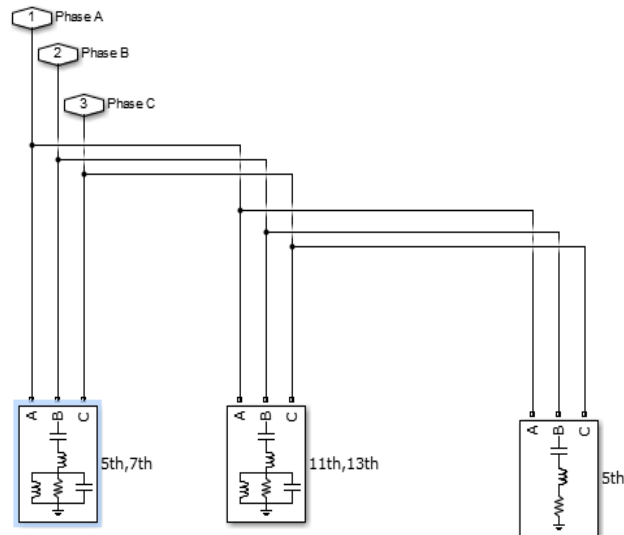 1 Phase A
2 Phase B
3 Phase C
A B C
5th,7th
A B C
11th,13th
A B C
5th